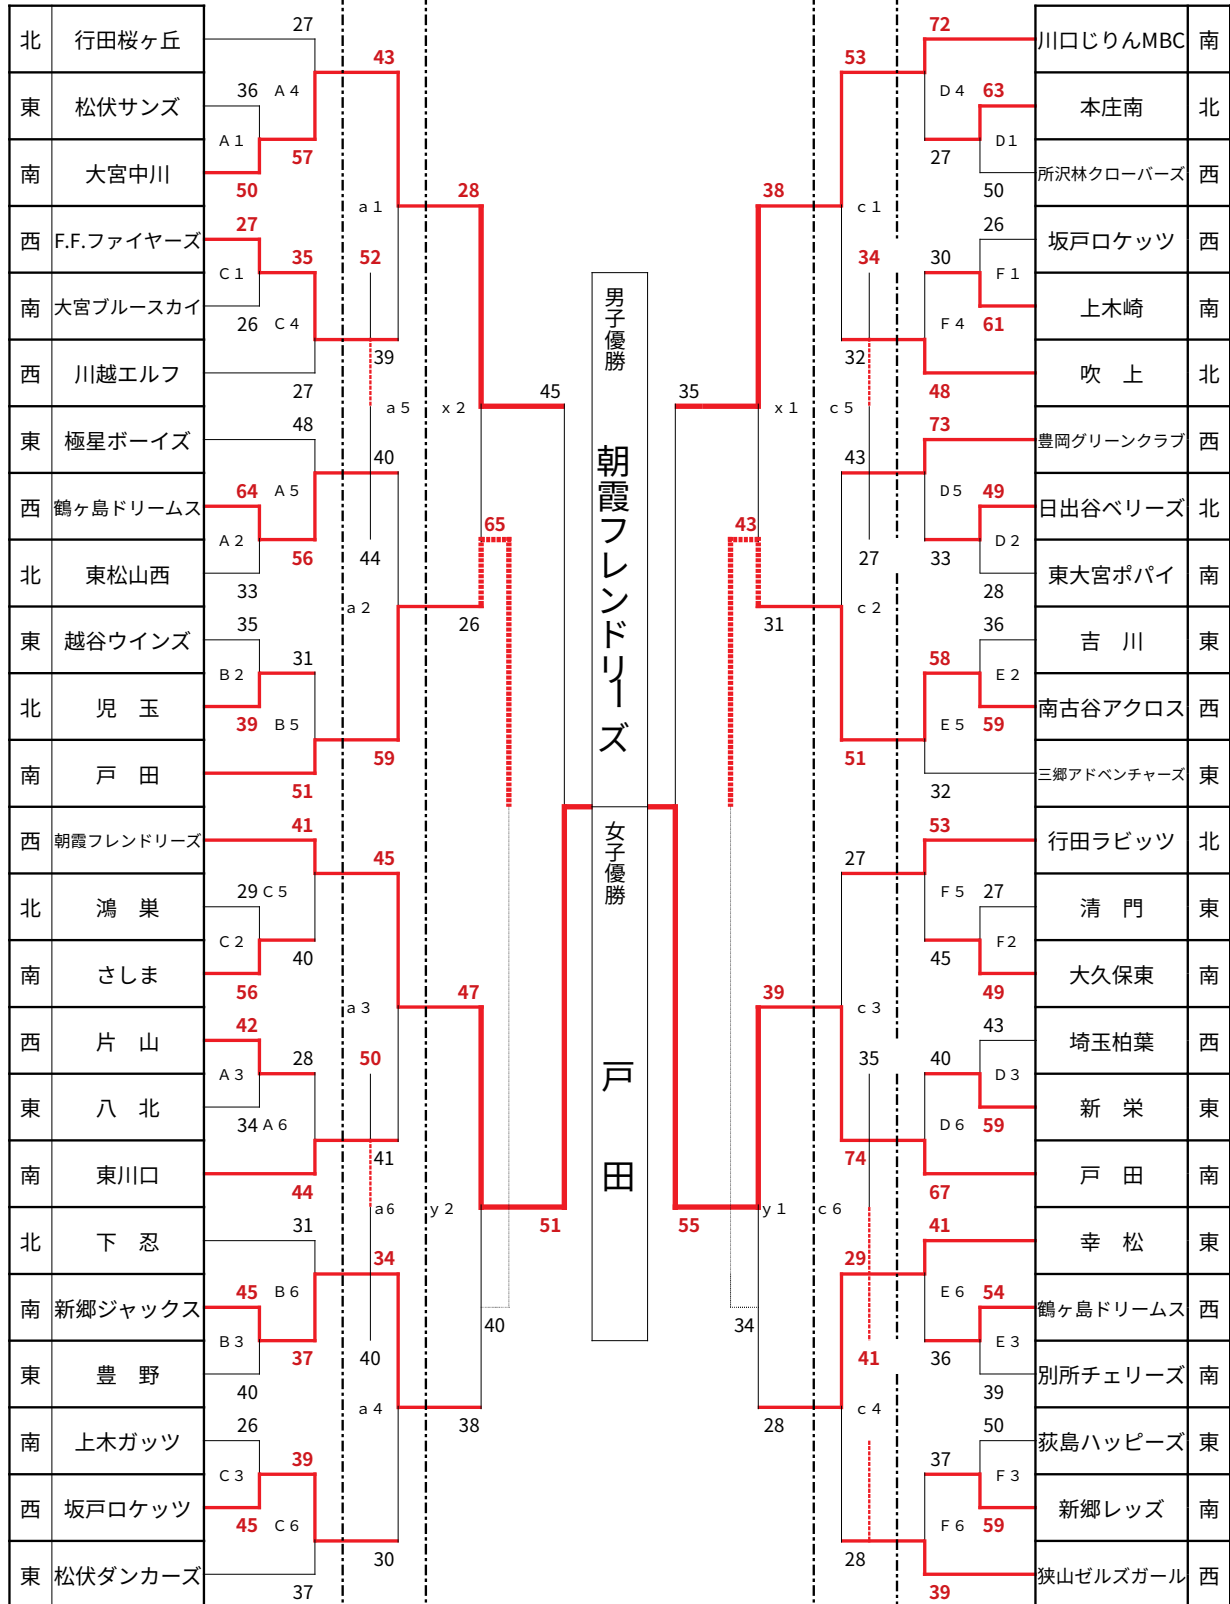 北 行田桜ヶ丘 27
東 松伏サンズ 36 A4 43
A1
南 大宮中川 50 57
西 F.F.ファイヤーズ 27 35 52 a1 28
C1
南 大宮ブルースカイ 26 C4
西 川越エルフ 27 39
a5 x2 45
東 極星ボーイズ 48 40
西 鶴ヶ島ドリームス 64 A5
A2
北 東松山西 33 56 44 65
a2 26
東 越谷ウインズ 35 31
B2
北 児玉 39 B5
南 戸田 51 59
西 朝霞フレンドリーズ 41 45
北 鴻巣 29 C5
C2
南 さしま 56 40
a3 47
西 片山 42 28 50
A3
東 八北 34 A6
南 東川口 44 41
a6 y2 51
北 下忍 31 34
南 新郷ジャックス 45 B6
B3
東 豊野 40 37 40 40
a4 38
南 上木ガッツ 26 39
C3
西 坂戸ロケッツ 45 C6
東 松伏ダンカーズ 37 30
男子優勝
朝霞フレンドリーズ
女子優勝
戸田
72 川口じりんMBC 南
53 D4 63 本庄南 北
D1
27 50 所沢林クローバーズ 西
38 c1 34 30 26 坂戸ロケッツ 西
F1
F4 61 上木崎 南
32 48 吹上 北
35 x1 c5
43 73 豊岡グリーンクラブ 西
D5 49 日出谷ベリーズ 北
D2
43 27 33 28 東大宮ポパイ 南
31 c2
58 36 吉川 東
E2
E5 59 南古谷アクロス 西
51 32 三郷アドベンチャーズ 東
27 53 行田ラビッツ 北
F5 27 清門 東
F2
45 49 大久保東 南
39 c3
35 40 43 埼玉柏葉 西
D3
D6 59 新栄 東
74 67 戸田 南
55 y1 c6
29 41 幸松 東
E6 54 鶴ヶ島ドリームス 西
E3
34 41 36 39 別所チェリーズ 南
28 c4
37 50 荻島ハッピーズ 東
F3
F6 59 新郷レッズ 南
28 39 狭山ゼルズガール 西